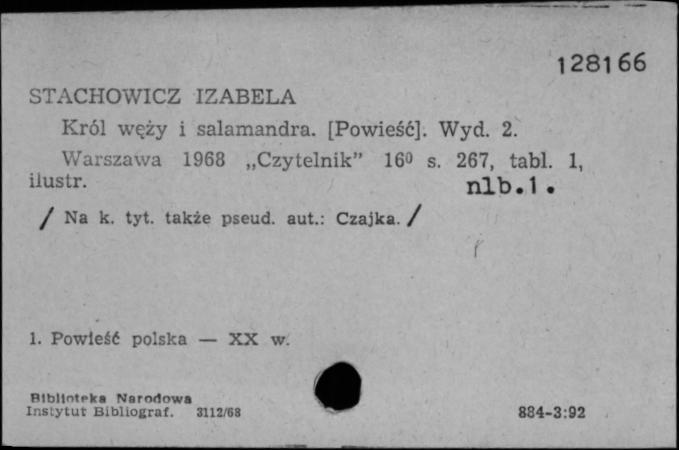 128166
STACHOWICZ IZABELA
Król węży i salamandra. [Powieść]. Wyd. 2.
Warszawa 1968 „Czytelnik” 16⁰ s. 267, tabl. 1,
ilustr. nlb.1.
/ Na k. tyt. także pseud. aut.: Czajka. /
1. Powieść polska — XX w.
Biblioteka Narodowa
Instytut Bibliograf. 3112/68
884-3:92